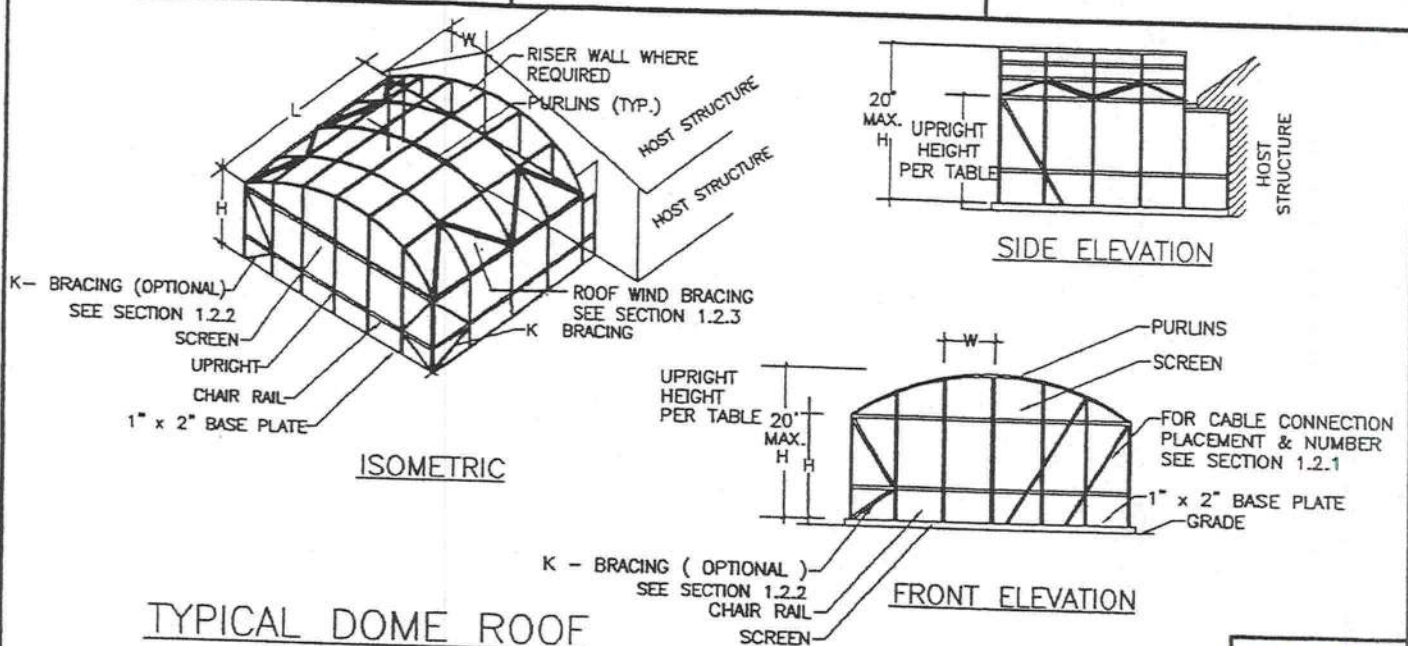 W
RISER WALL WHERE
REQUIRED
PURLINS (TYP.)
L
HOST STRUCTURE
HOST STRUCTURE
H
K- BRACING (OPTIONAL)
SEE SECTION 1.2.2
SCREEN
UPRIGHT
CHAIR RAIL
1" x 2" BASE PLATE
ROOF WIND BRACING
SEE SECTION 1.2.3
K BRACING
ISOMETRIC
20"
MAX.
H
UPRIGHT
HEIGHT
PER TABLE
HOST
STRUCTURE
SIDE ELEVATION
W
PURLINS
SCREEN
UPRIGHT
HEIGHT
PER TABLE
20'
MAX.
H
H
FOR CABLE CONNECTION
PLACEMENT & NUMBER
SEE SECTION 1.2.1
1" x 2" BASE PLATE
GRADE
K - BRACING ( OPTIONAL )
SEE SECTION 1.2.2
CHAIR RAIL
SCREEN
FRONT ELEVATION
TYPICAL DOME ROOF